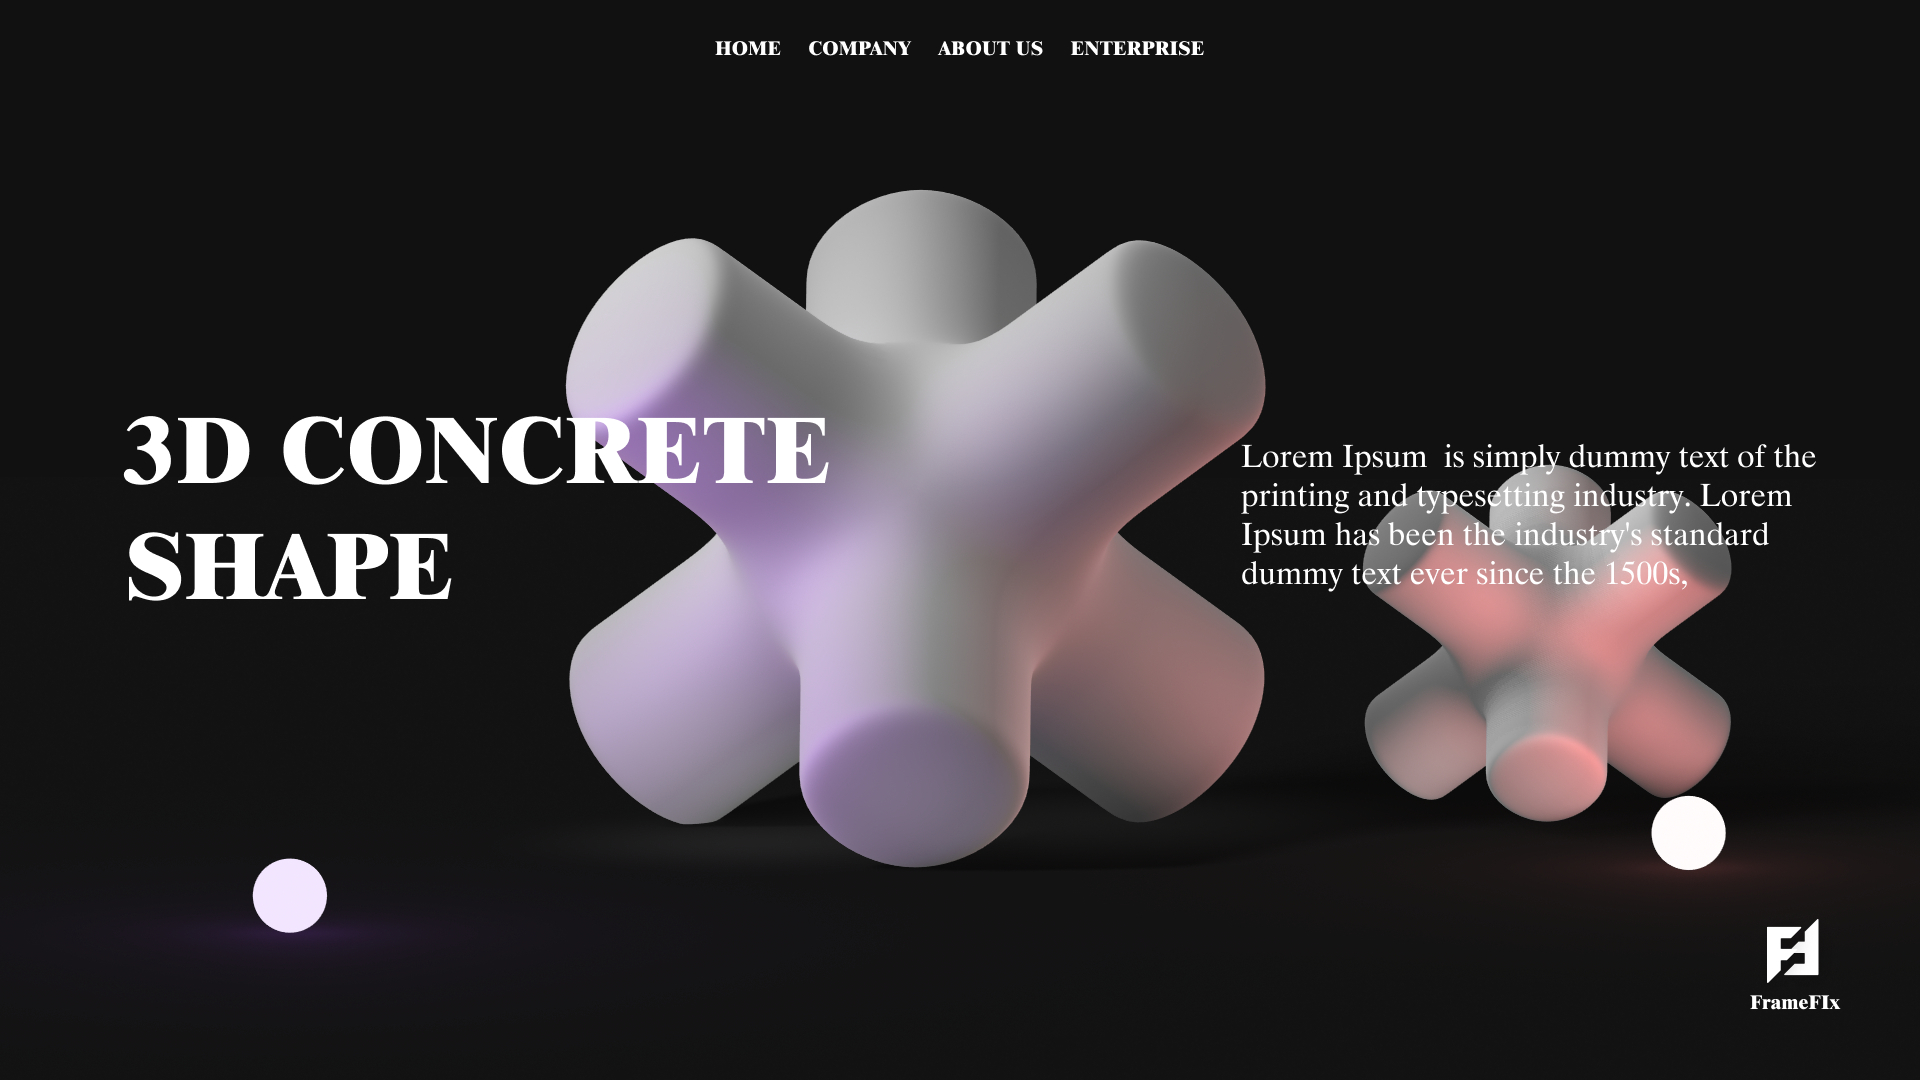 HOME COMPANY ABOUT US ENTERPRISE
3D CONCRETE
SHAPE
Lorem Ipsum  is simply dummy text of the
printing and typesetting industry. Lorem
Ipsum has been the industry's standard
dummy text ever since the 1500s,
FrameFIx